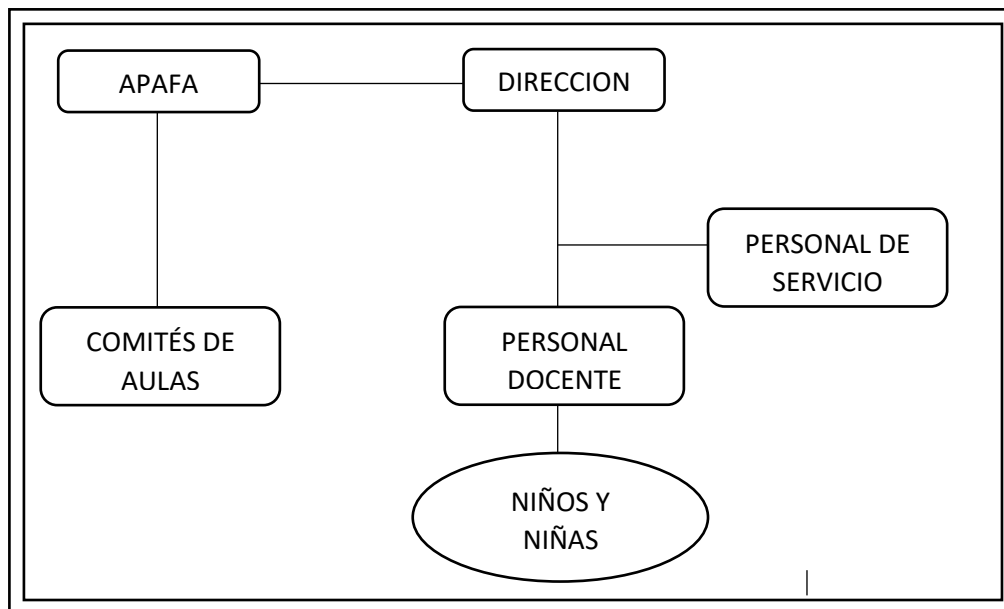 APAFA
DIRECCION
PERSONAL DE
SERVICIO
COMITÉS DE
AULAS
PERSONAL
DOCENTE
NIÑOS Y
NIÑAS